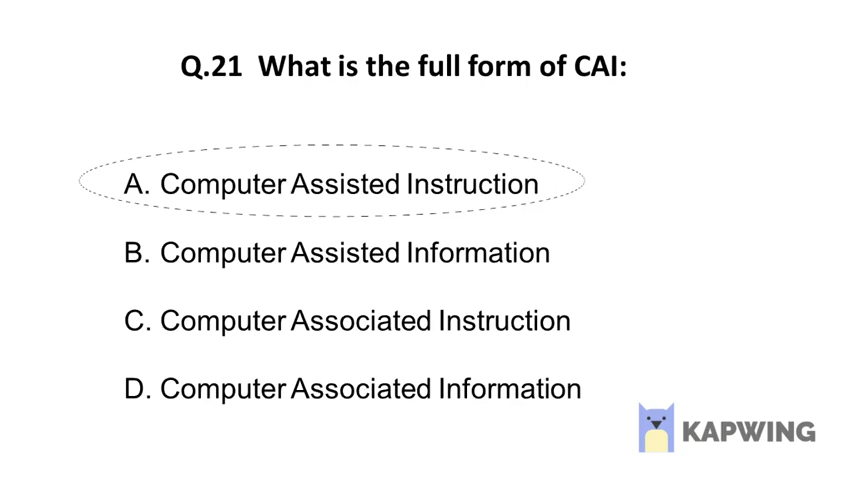 Q.21 What is the full form of CAI:
A. Computer Assisted Instruction
B. Computer Assisted Information
C. Computer Associated Instruction
D. Computer Associated Information
KAPWING